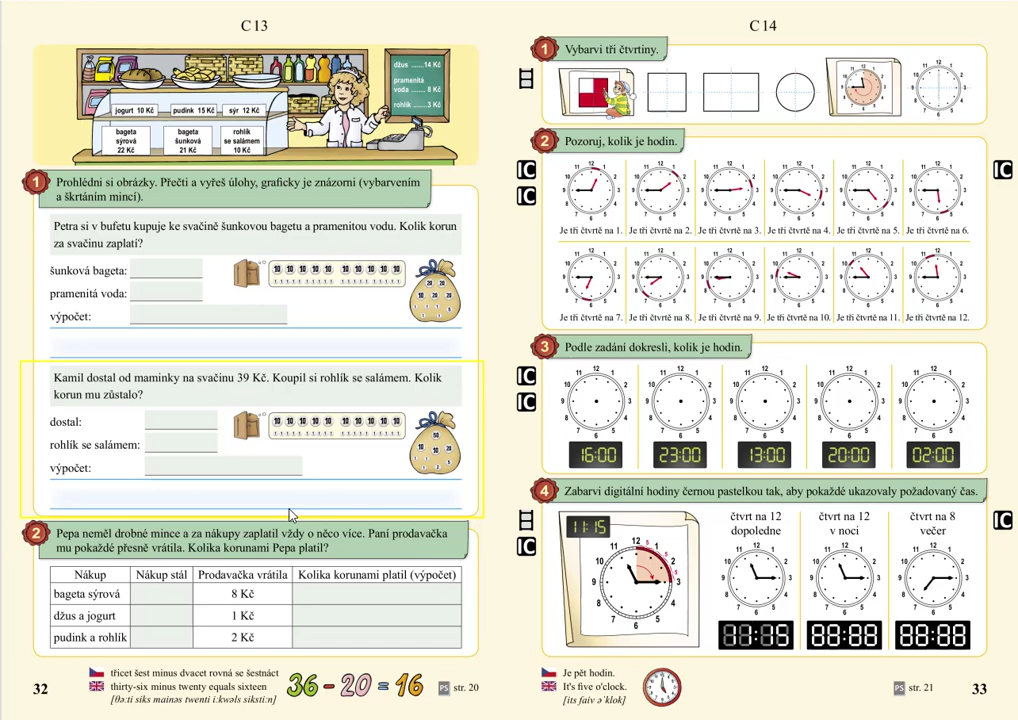 C 13
džus ......14 Kč
pramenitá
voda ...... 8 Kč
rohlík ......3 Kč
jogurt 10 Kč
pudink 15 Kč
sýr 12 Kč
bageta
sýrová
22 Kč
bageta
šunková
21 Kč
rohlík
se salámem
10 Kč
1 Prohlédni si obrázky. Přečti a vyřeš úlohy, graficky je znázorni (vybarvením
a škrtáním mincí).
Petra si v bufetu kupuje ke svačině šunkovou bagetu a pramenitou vodu. Kolik korun
za svačinu zaplatí?
šunková bageta:
pramenitá voda:
výpočet:
Kamil dostal od maminky na svačinu 39 Kč. Koupil si rohlík se salámem. Kolik
korun mu zůstalo?
dostal:
rohlík se salámem:
výpočet:
2 Pepa neměl drobné mince a za nákupy zaplatil vždy o něco více. Paní prodavačka
mu pokaždé přesně vrátila. Kolika korunami Pepa platil?
Nákup Nákup stál Prodavačka vrátila Kolika korunami platil (výpočet)
bageta sýrová 8 Kč
džus a jogurt 1 Kč
pudink a rohlík 2 Kč
32
třicet šest minus dvacet rovná se šestnáct
thirty-six minus twenty equals sixteen
[θə:ti siks mainəs twenti i:kwəls siksti:n]
36 - 20 = 16
PS str. 20
C 14
1 Vybarvi tři čtvrtiny.
2 Pozoruj, kolik je hodin.
Je tři čtvrtě na 1. Je tři čtvrtě na 2. Je tři čtvrtě na 3. Je tři čtvrtě na 4. Je tři čtvrtě na 5. Je tři čtvrtě na 6.
Je tři čtvrtě na 7. Je tři čtvrtě na 8. Je tři čtvrtě na 9. Je tři čtvrtě na 10. Je tři čtvrtě na 11. Je tři čtvrtě na 12.
3 Podle zadání dokresli, kolik je hodin.
16:00 23:00 13:00 20:00 02:00
4 Zabarvi digitální hodiny černou pastelkou tak, aby pokaždé ukazovaly požadovaný čas.
11:15
čtvrt na 12
dopoledne
čtvrt na 12
v noci
čtvrt na 8
večer
11:15 88:88 88:88
Je pět hodin.
It's five o'clock.
[its faiv ə´klok]
PS str. 21
33